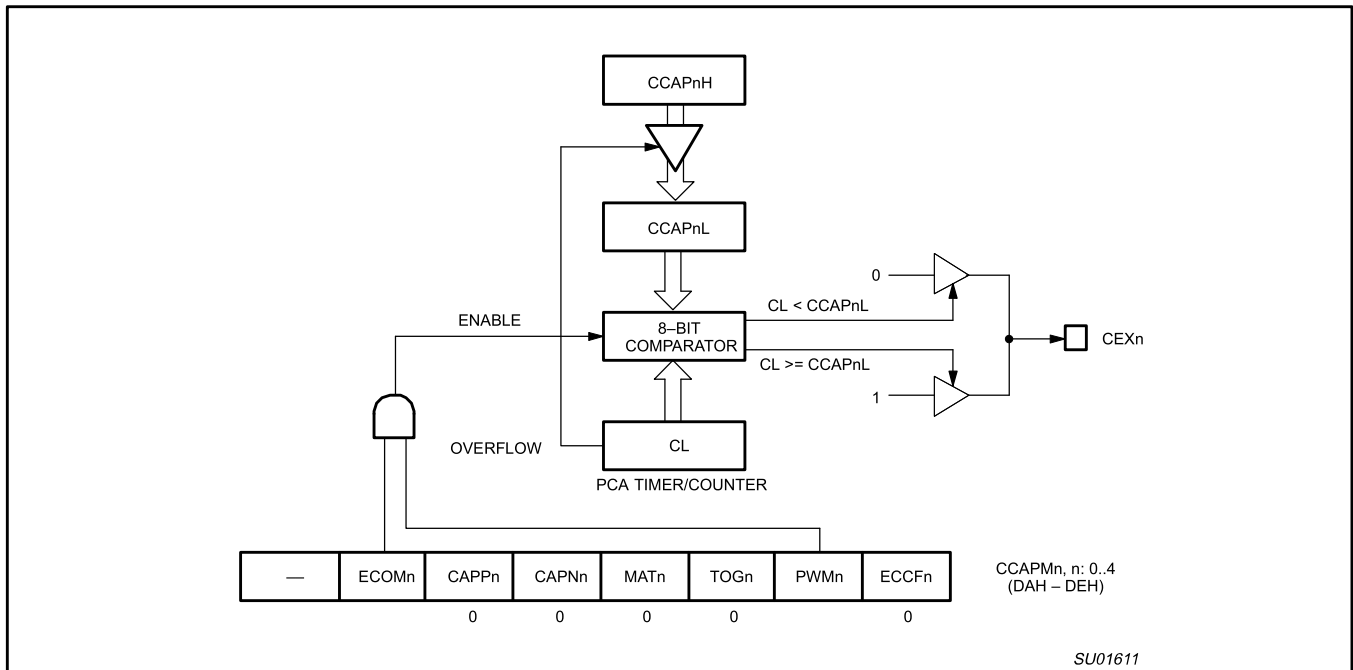 CCAPnH
CCAPnL
0
CL < CCAPnL
ENABLE
8–BIT
COMPARATOR
CEXn
CL >= CCAPnL
1
OVERFLOW
CL
PCA TIMER/COUNTER
— ECOMn CAPPn CAPNn MATn TOGn PWMn ECCFn
CCAPMn, n: 0..4
(DAH – DEH)
0 0 0 0 0
SU01611